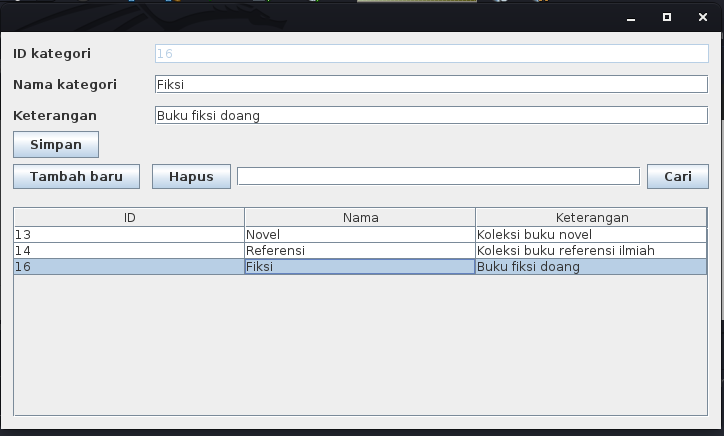 ID kategori 16
Nama kategori Fiksi
Keterangan Buku fiksi doang
Simpan
Tambah baru Hapus Cari
ID Nama Keterangan
13 Novel Koleksi buku novel
14 Referensi Koleksi buku referensi ilmiah
16 Fiksi Buku fiksi doang